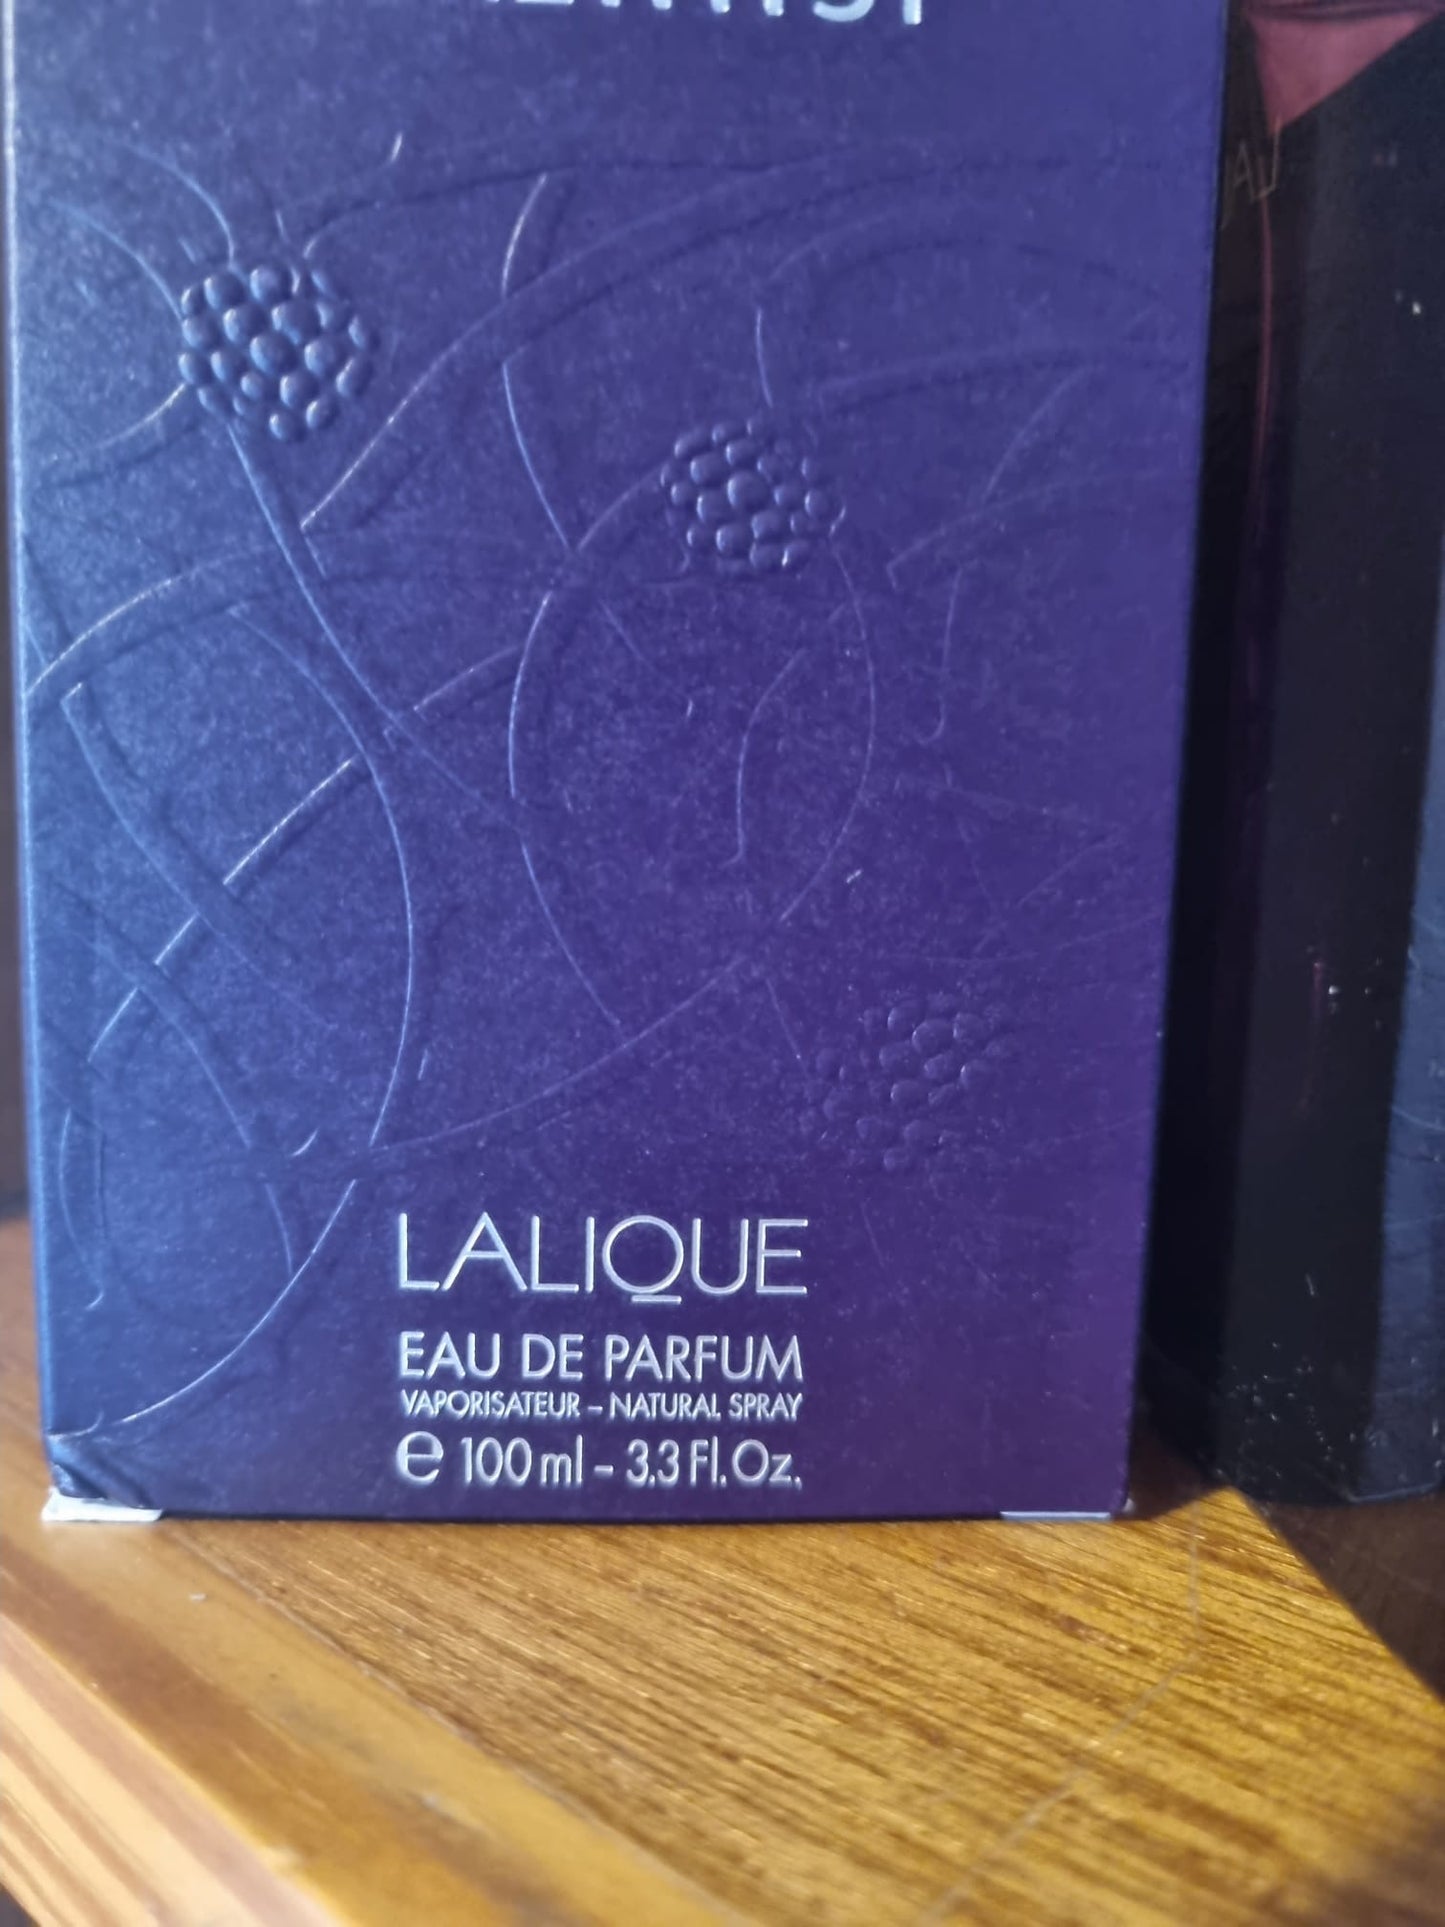 LALIQUE
EAU DE PARFUM
VAPORISATEUR – NATURAL SPRAY
e 100 ml – 3.3 Fl. Oz.